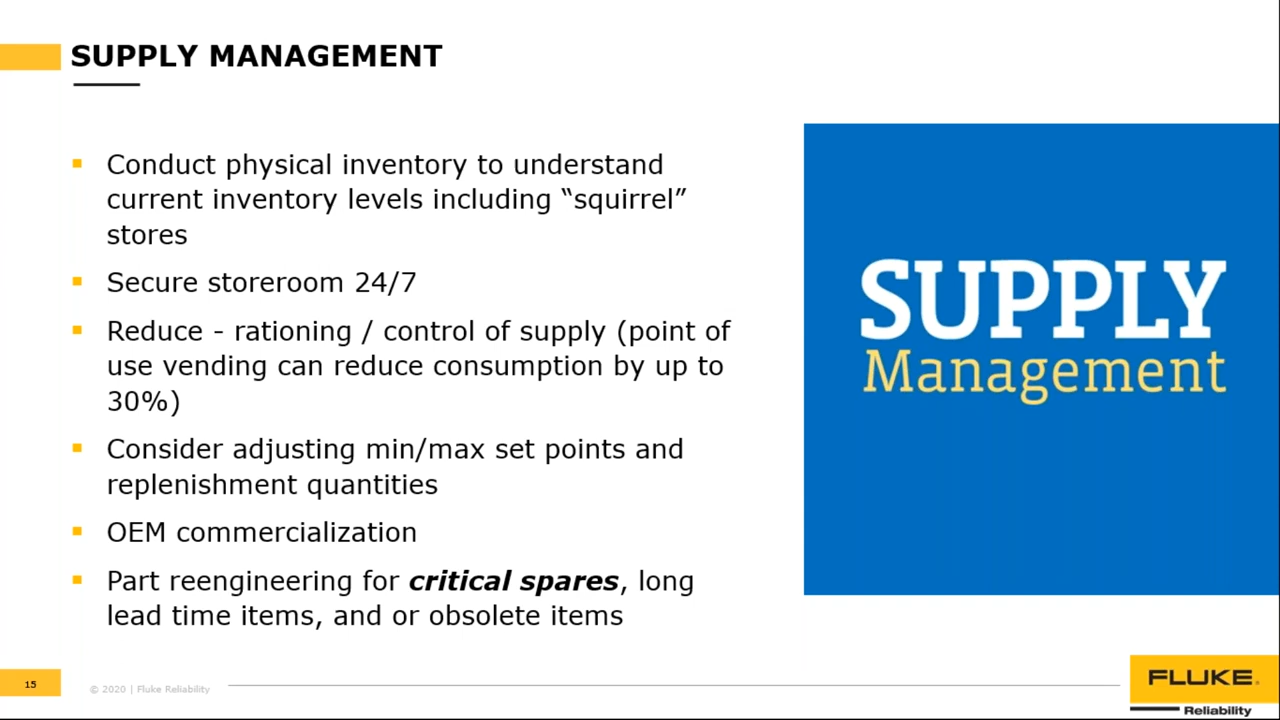 SUPPLY MANAGEMENT
Conduct physical inventory to understand
current inventory levels including “squirrel”
stores
Secure storeroom 24/7
Reduce - rationing / control of supply (point of
use vending can reduce consumption by up to
30%)
Consider adjusting min/max set points and
replenishment quantities
OEM commercialization
Part reengineering for critical spares, long
lead time items, and or obsolete items
SUPPLY
Management
15
© 2020 | Fluke Reliability
FLUKE®
Reliability